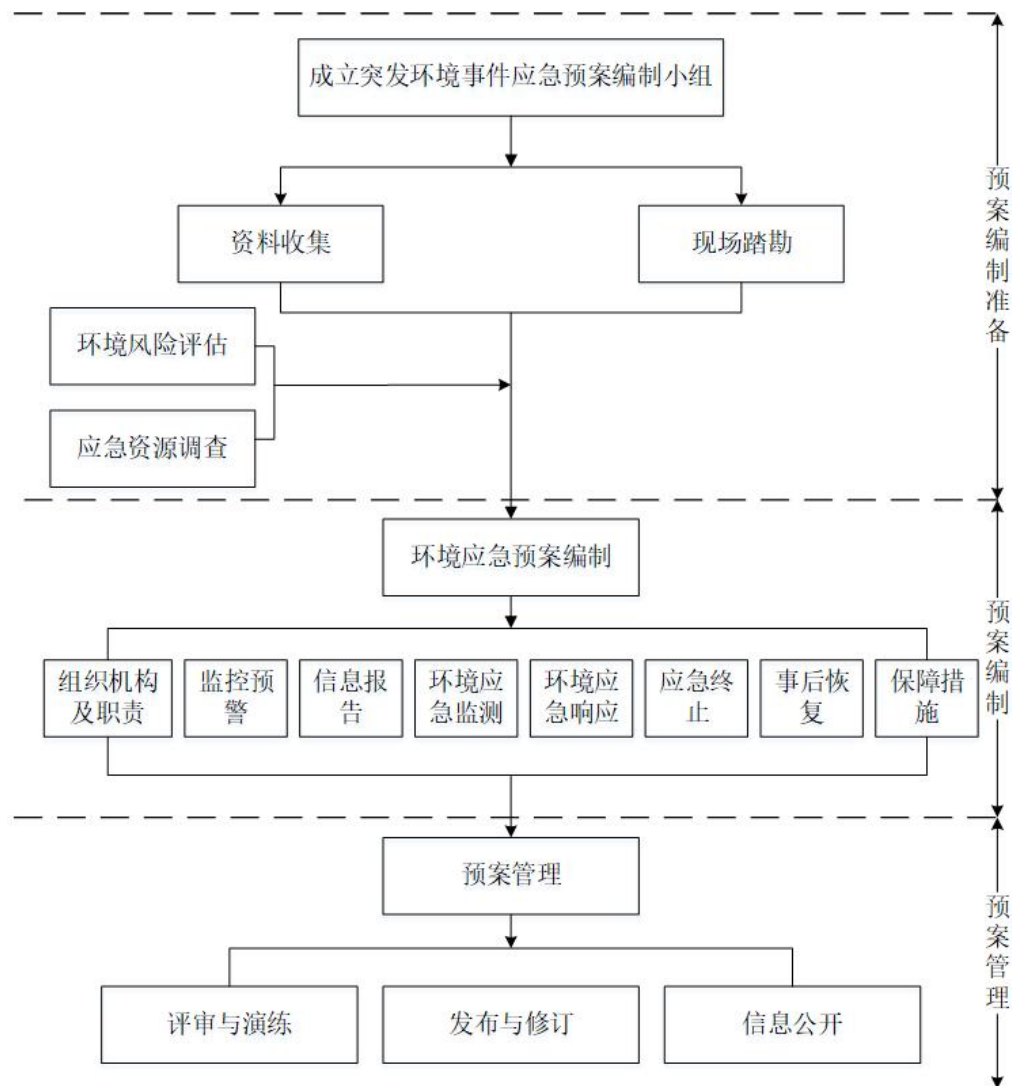 成立突发环境事件应急预案编制小组
资料收集
现场踏勘
环境风险评估
应急资源调查
预案编制准备
环境应急预案编制
组织机构
及职责
监控预
警
信息报
告
环境应
急监测
环境应
急响应
应急终
止
事后恢
复
保障措
施
预案编制
预案管理
评审与演练
发布与修订
信息公开
预案管理